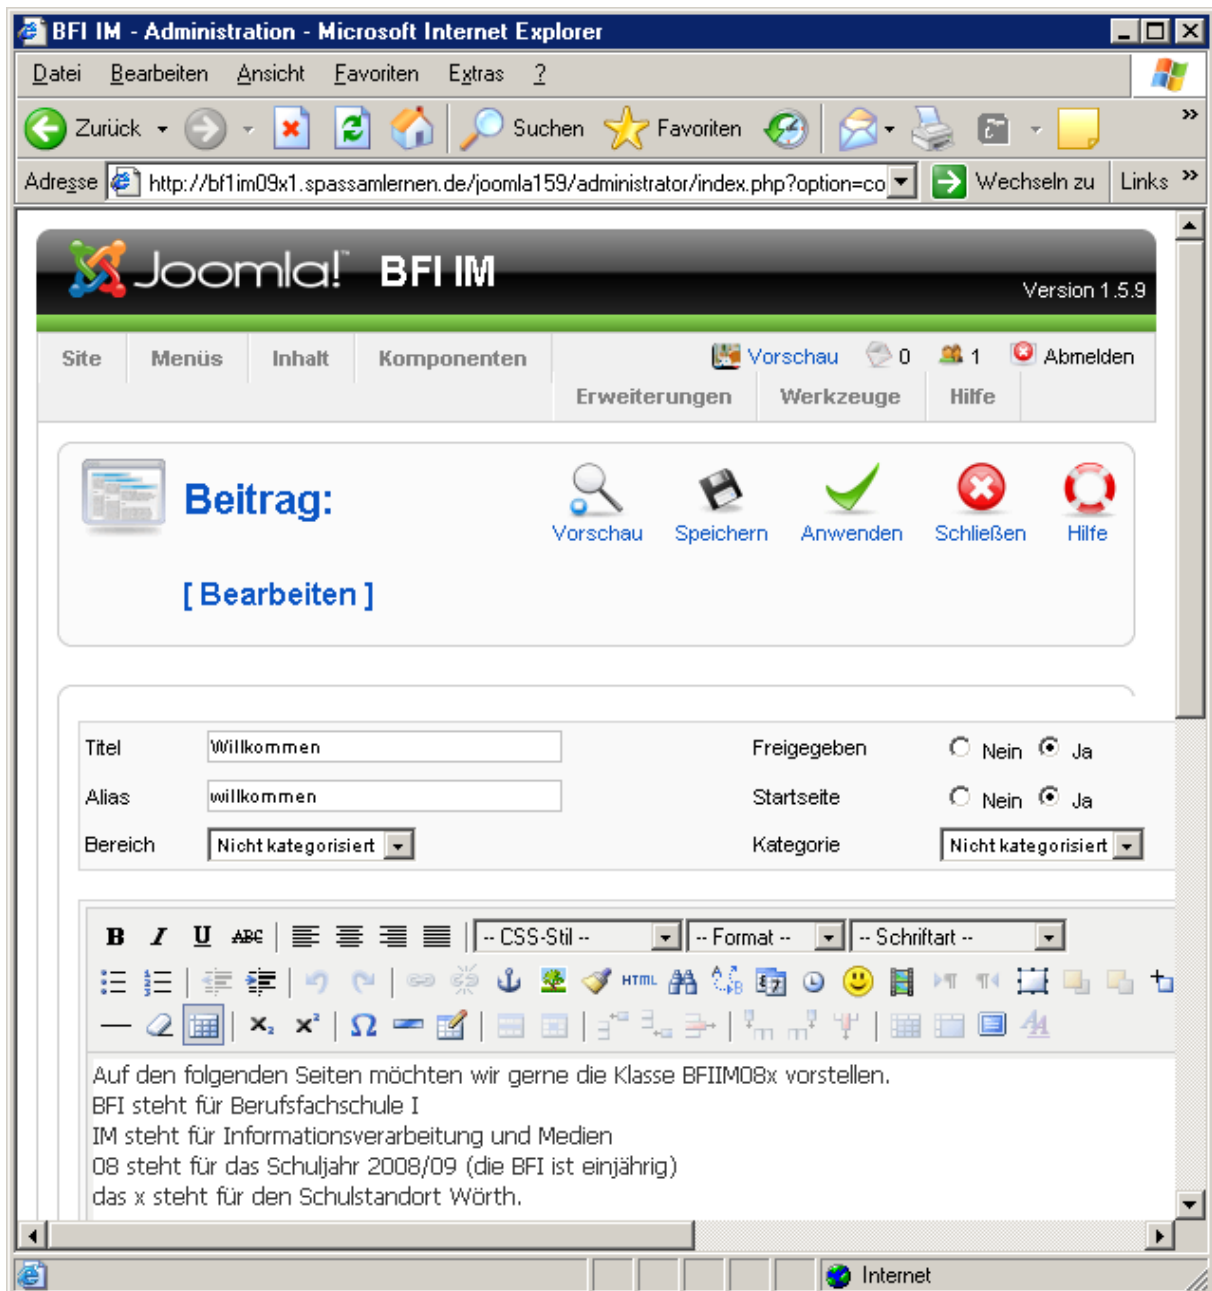 BFI IM - Administration - Microsoft Internet Explorer
Datei Bearbeiten Ansicht Favoriten Extras ?
Zurück Suchen Favoriten »
Adresse http://bf1im09x1.spassamlernen.de/joomla159/administrator/index.php?option=co Wechseln zu Links »
Joomla!™ BFI IM
Version 1.5.9
Site Menüs Inhalt Komponenten Vorschau 0 1 Abmelden
Erweiterungen Werkzeuge Hilfe
Beitrag:
Vorschau Speichern Anwenden Schließen Hilfe
[ Bearbeiten ]
Titel Willkommen Freigegeben Nein Ja
Alias willkommen Startseite Nein Ja
Bereich Nicht kategorisiert Kategorie Nicht kategorisiert
B I U ABC -- CSS-Stil -- -- Format -- -- Schriftart --
HTML
x₂ x² Ω
Auf den folgenden Seiten möchten wir gerne die Klasse BFIIM08x vorstellen.
BFI steht für Berufsfachschule I
IM steht für Informationsverarbeitung und Medien
08 steht für das Schuljahr 2008/09 (die BFI ist einjährig)
das x steht für den Schulstandort Wörth.
Internet